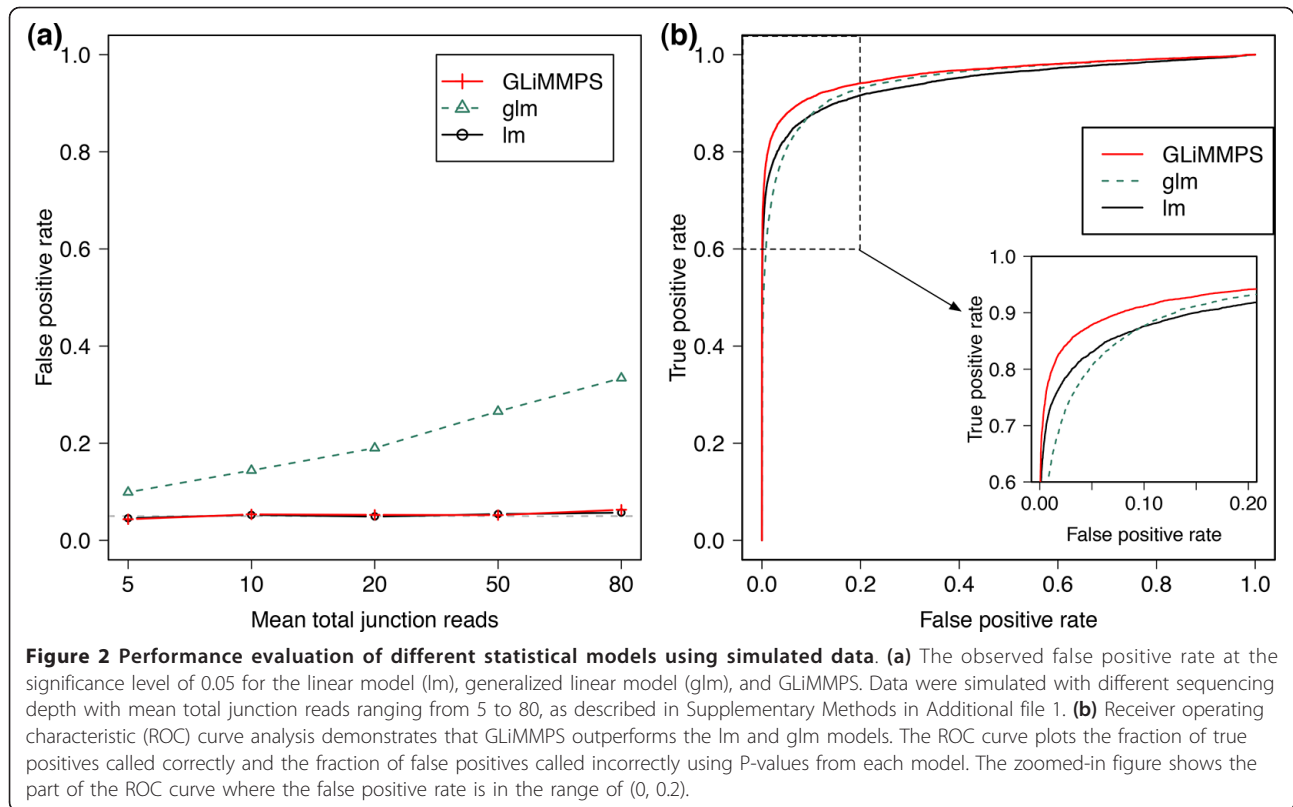 (a)
1.0
0.8
0.6
0.4
0.2
0.0
False positive rate
GLiMMPS
glm
lm
5 10 20 50 80
Mean total junction reads
(b)
1.0
0.8
0.6
0.4
0.2
0.0
True positive rate
GLiMMPS
glm
lm
1.0
0.9
0.8
0.7
0.6
True positive rate
0.00 0.10 0.20
False positive rate
0.0 0.2 0.4 0.6 0.8 1.0
False positive rate
Figure 2 Performance evaluation of different statistical models using simulated data. (a) The observed false positive rate at the
significance level of 0.05 for the linear model (lm), generalized linear model (glm), and GLiMMPS. Data were simulated with different sequencing
depth with mean total junction reads ranging from 5 to 80, as described in Supplementary Methods in Additional file 1. (b) Receiver operating
characteristic (ROC) curve analysis demonstrates that GLiMMPS outperforms the lm and glm models. The ROC curve plots the fraction of true
positives called correctly and the fraction of false positives called incorrectly using P-values from each model. The zoomed-in figure shows the
part of the ROC curve where the false positive rate is in the range of (0, 0.2).